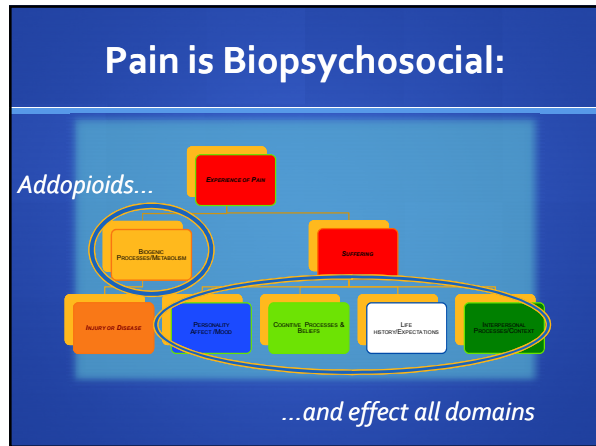 Pain is Biopsychosocial:
Addopioids...
EXPERIENCE OF PAIN
BIOGENIC
PROCESSES/METABOLISM
SUFFERING
INJURY OR DISEASE
PERSONALITY
AFFECT /MOOD
COGNITIVE PROCESSES &
BELIEFS
LIFE
HISTORY/EXPECTATIONS
INTERPERSONAL
PROCESSES/CONTEXT
...and effect all domains